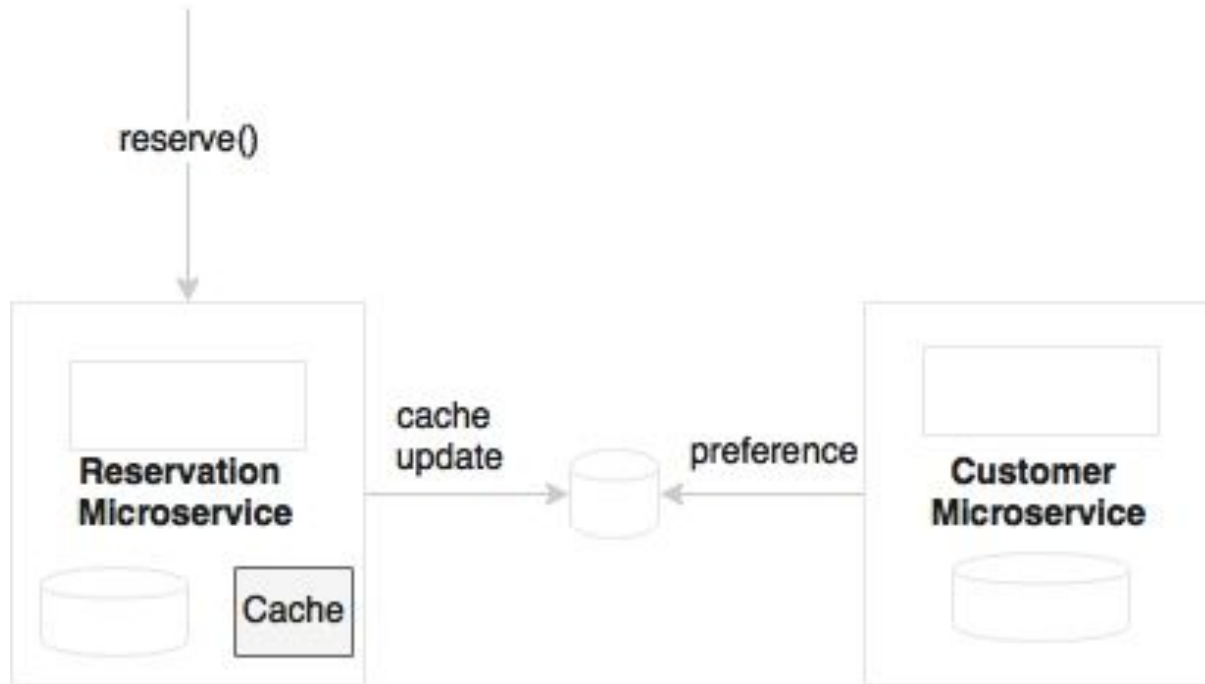 reserve()
cache
update
preference
Reservation
Microservice
Cache
Customer
Microservice